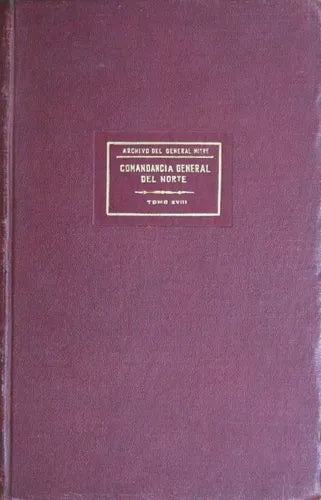 ARCHIVO DEL GENERAL MITRE
COMANDANCIA GENERAL
DEL NORTE
TOMO XVIII